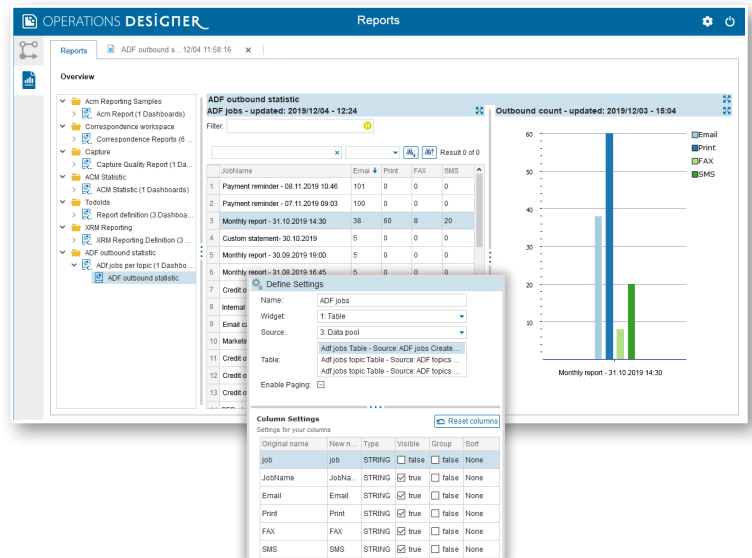 OPERATIONS DESIGNER
Reports
Reports
ADF outbound s...12/04 11:58:16 x
Overview
Acm Reporting Samples
Acm Report (1 Dashboards)
Correspondence workspace
Correspondence Reports (6 ...
Capture
Capture Quality Report (1 Da...
ACM Statistic
ACM Statistic (1 Dashboards)
TodoIds
Report definition (3 Dashboa...
XRM Reporting
XRM Reporting Definition (3 ...
ADF outbound statistic
ADf jobs per topic (1 Dashbo...
ADF outbound statistic
ADF outbound statistic
ADF jobs - updated: 2019/12/04 - 12:24
Filter:
x Result 0 of 0
JobName Emai Print FAX SMS
1 Payment reminder - 08.11.2019 10:46 101 0 0 0
2 Payment reminder - 07.11.2019 09:03 100 0 0 0
3 Monthly report - 31.10.2019 14:30 38 60 8 20
4 Custom statement- 30.10.2019 5 0 0 0
5 Monthly report - 30.09.2019 19:00 5 0 0 0
6 Monthly report - 31.08.2019 16:45 5 0 0 0
7 Credit o
8 Internal
9 Email ca
10 Marketin
11 Credit o
12 Credit o
13 Credit o
Outbound count - updated: 2019/12/03 - 15:04
60
50
40
30
20
10
Email
Print
FAX
SMS
Monthly report - 31.10.2019 14:30
Define Settings
Name: ADF jobs
Widget: 1: Table
Source: 3: Data pool
Table:
Adf jobs Table - Source: ADF jobs Create...
Adf jobs topic Table - Source: ADF topics ...
Adf jobs topic Table - Source: ADF topics ...
Enable Paging:
Column Settings
Settings for your columns
Reset columns
Original name New n... Type Visible Group Sort
job job STRING false false None
JobName JobNa... STRING true false None
Email Email STRING true false None
Print Print STRING true false None
FAX FAX STRING true false None
SMS SMS STRING true false None